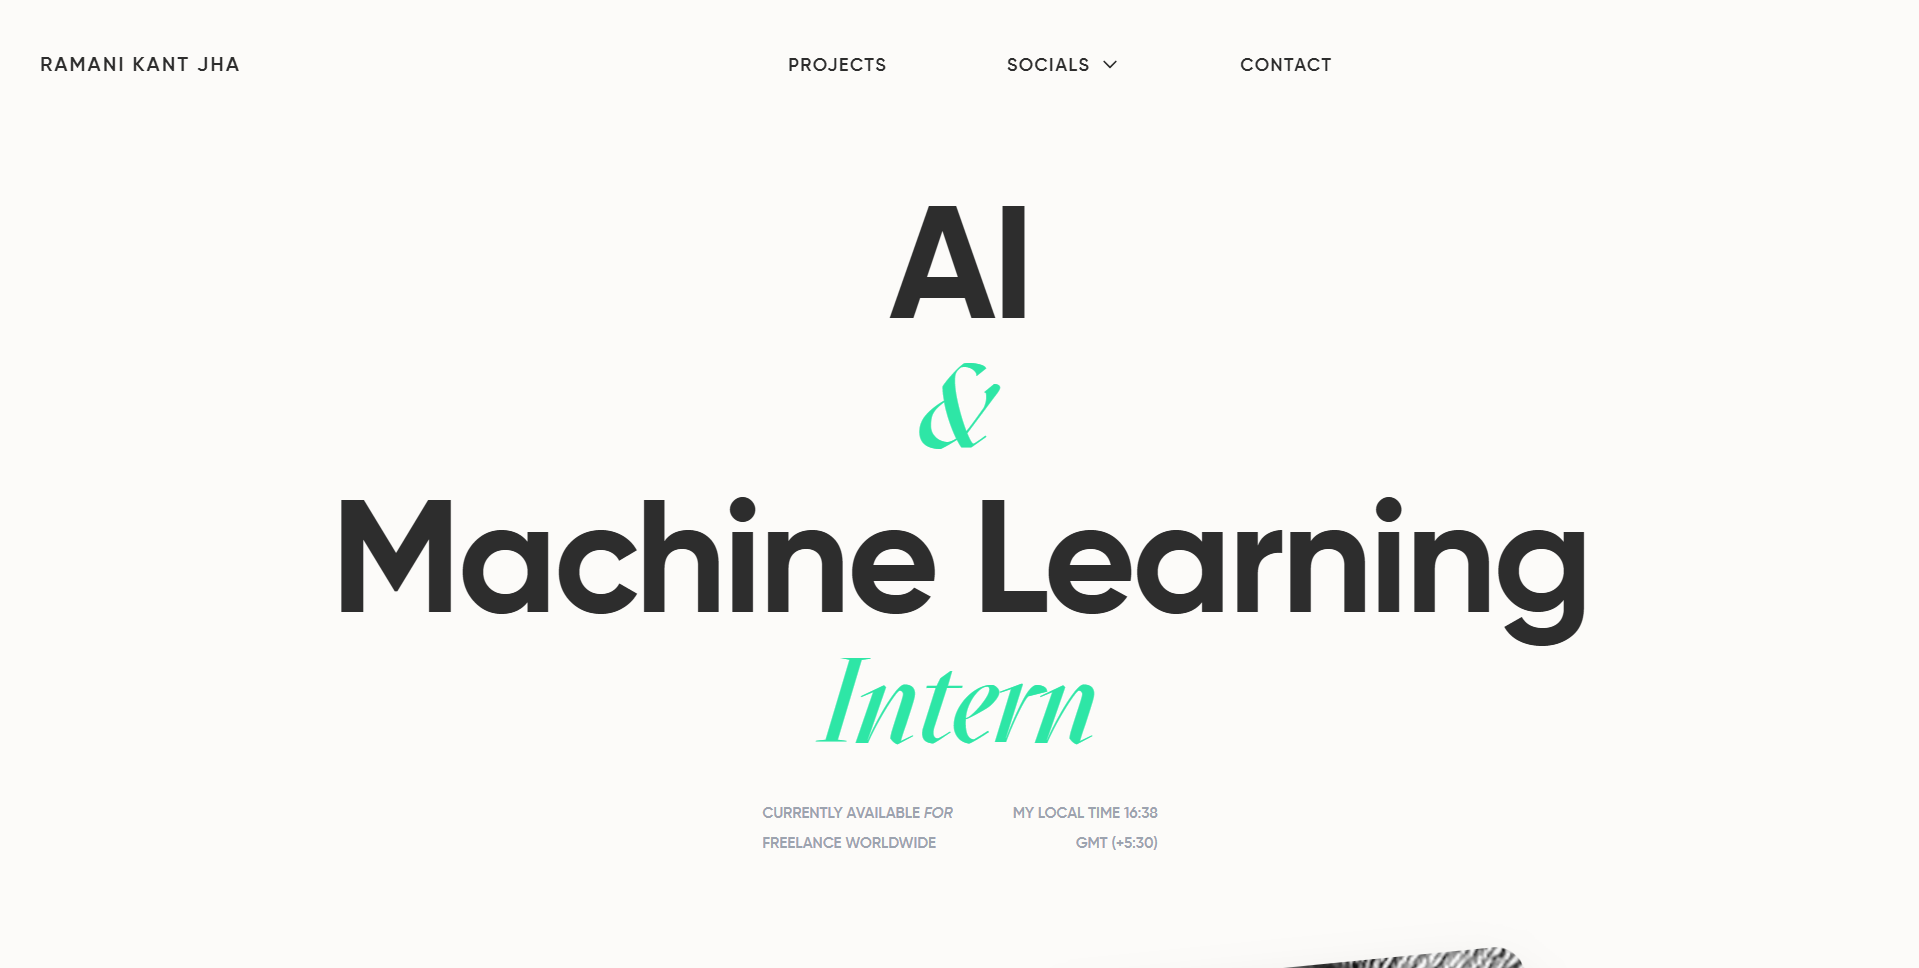 RAMANI KANT JHA
PROJECTS
SOCIALS
CONTACT
AI
&
Machine Learning
Intern
CURRENTLY AVAILABLE FOR
FREELANCE WORLDWIDE
MY LOCAL TIME 16:38
GMT (+5:30)